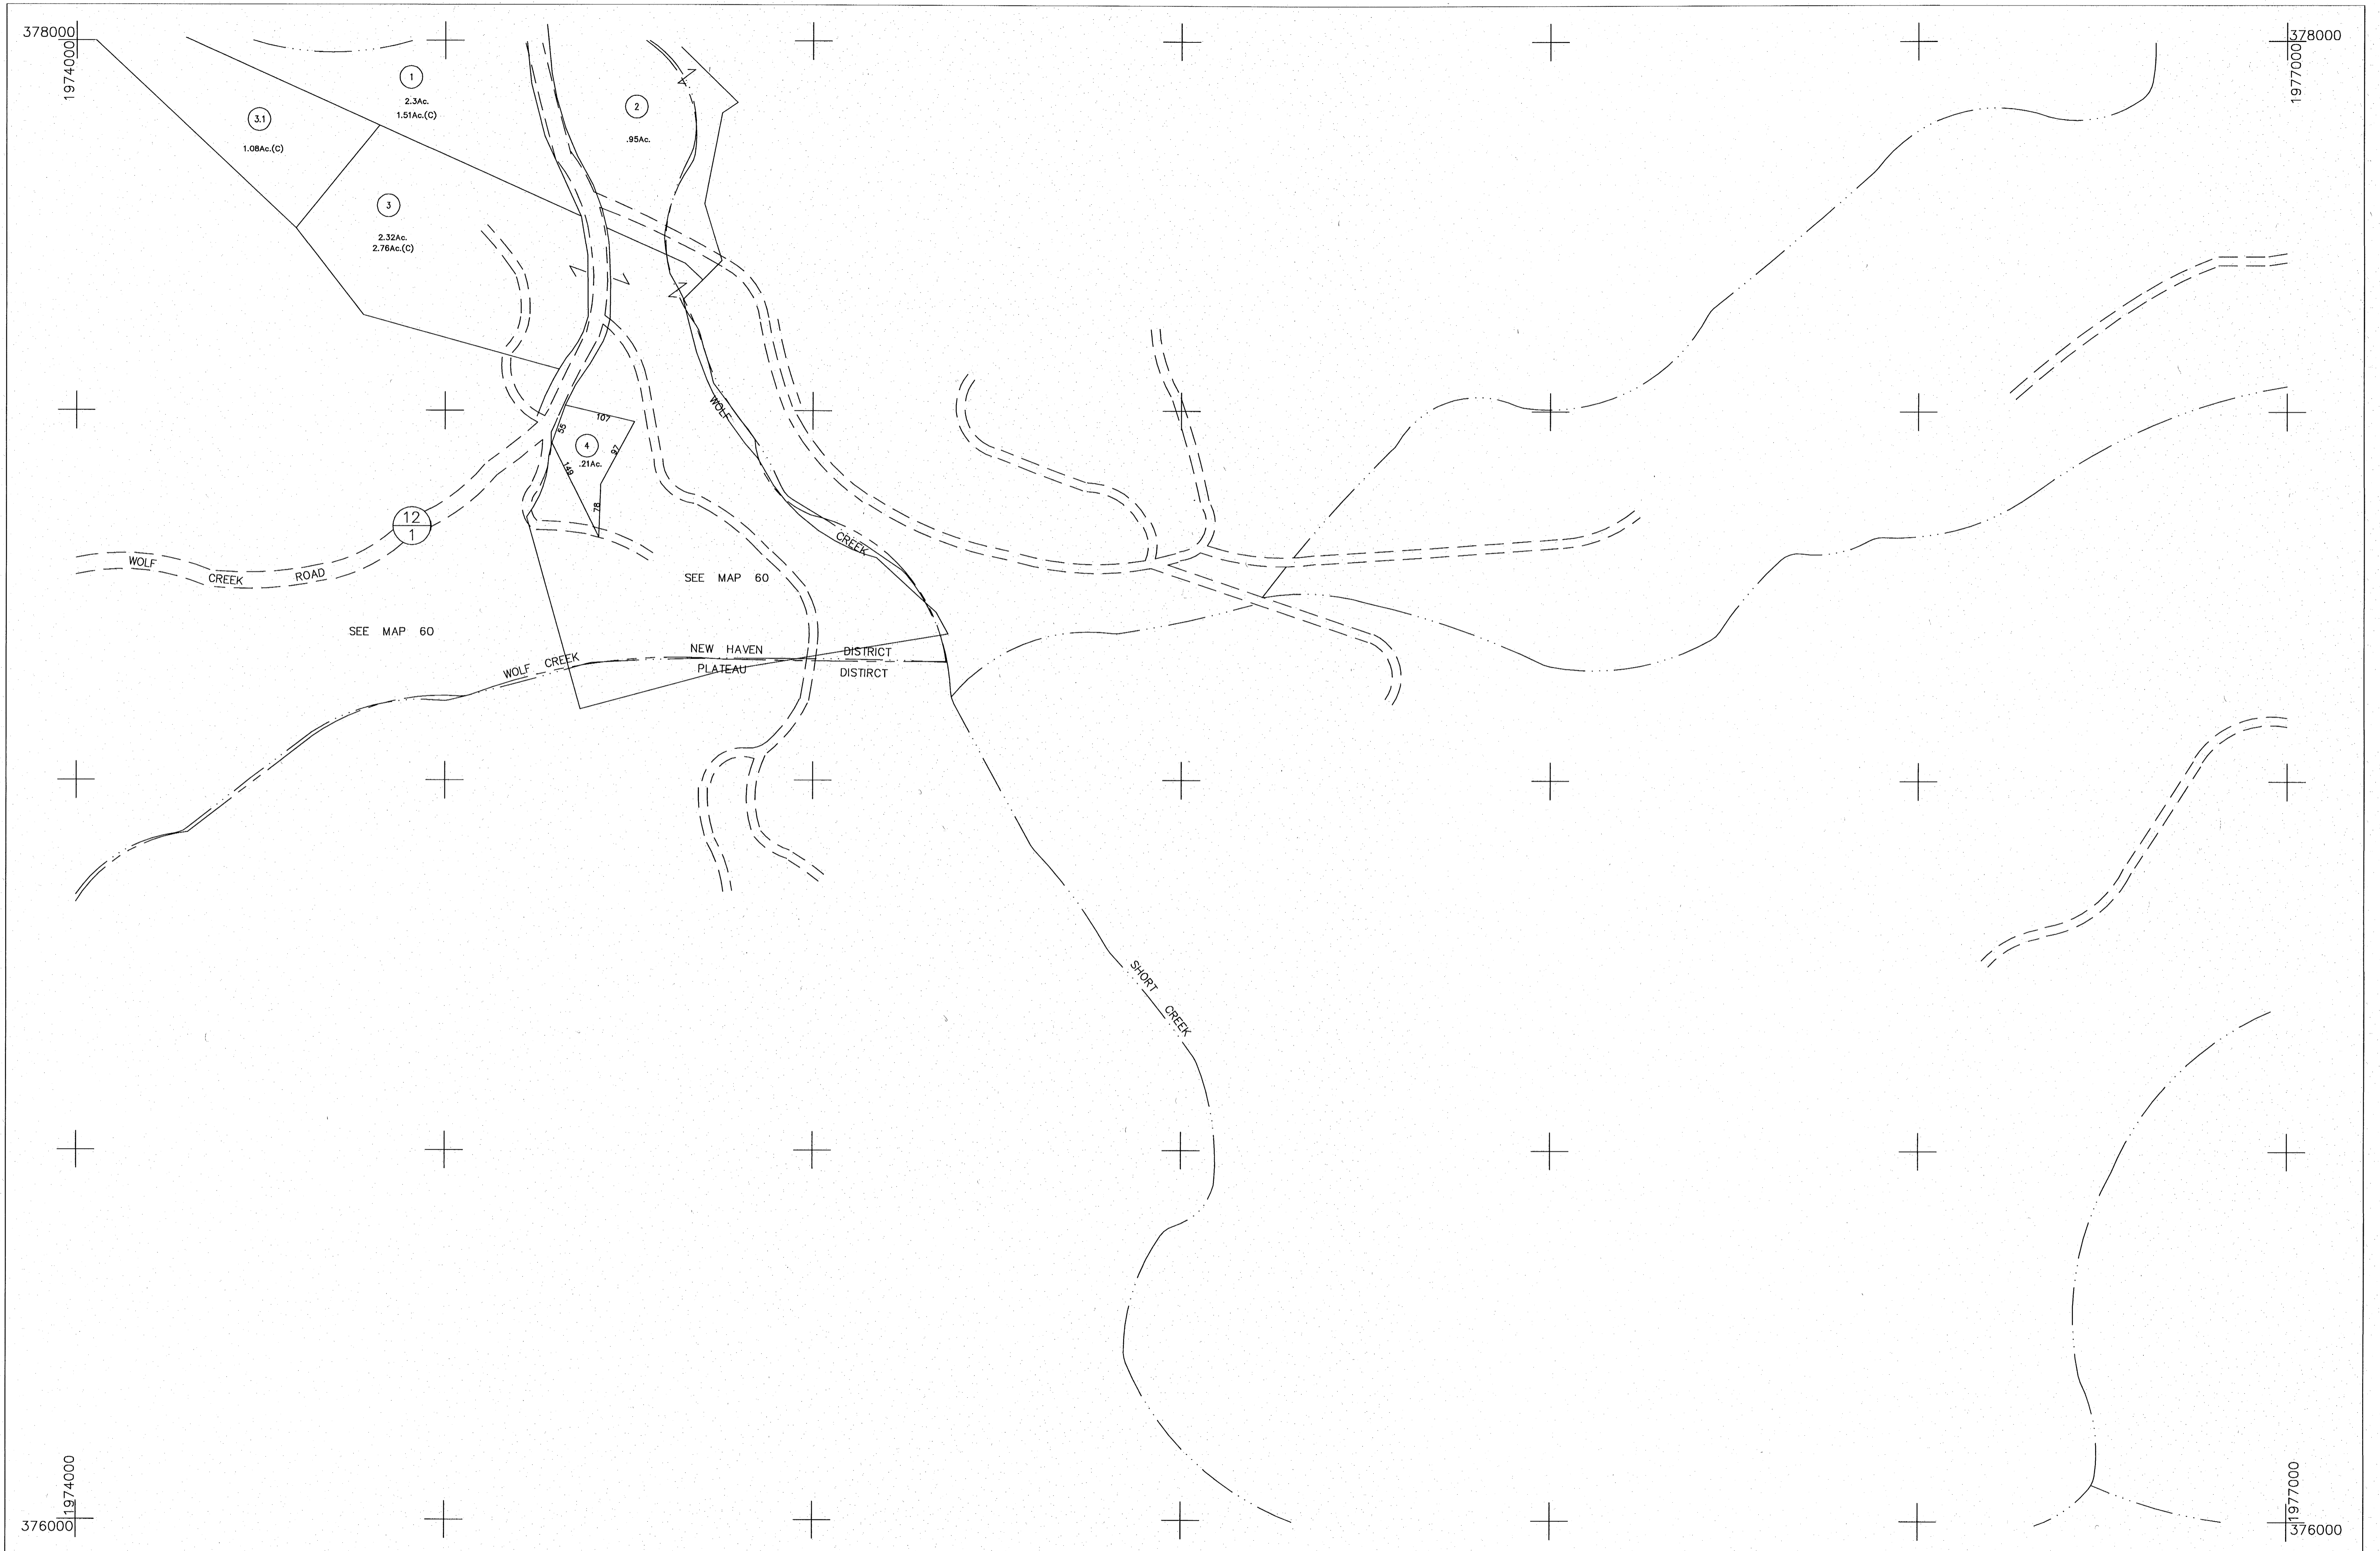 378000
1974000
378000
1977000
1
2.3Ac.
1.51Ac.(C)
2
.95Ac.
3.1
1.08Ac.(C)
3
2.32Ac.
2.76Ac.(C)
107
55
4
.21Ac.
97
149
78
WOLF
CREEK
12
1
WOLF CREEK ROAD
SEE MAP 60
SEE MAP 60
WOLF CREEK
NEW HAVEN DISTRICT
PLATEAU DISTIRCT
SHORT
CREEK
1974000
376000
1977000
376000